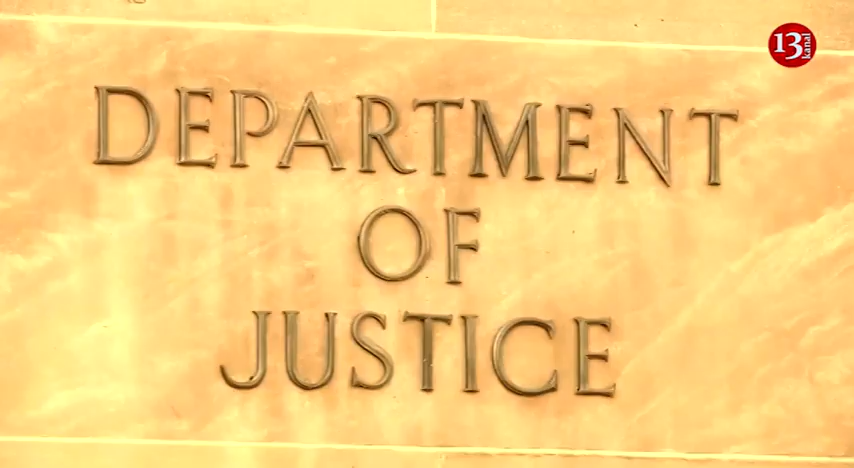 13
kanal
DEPARTMENT
OF
JUSTICE